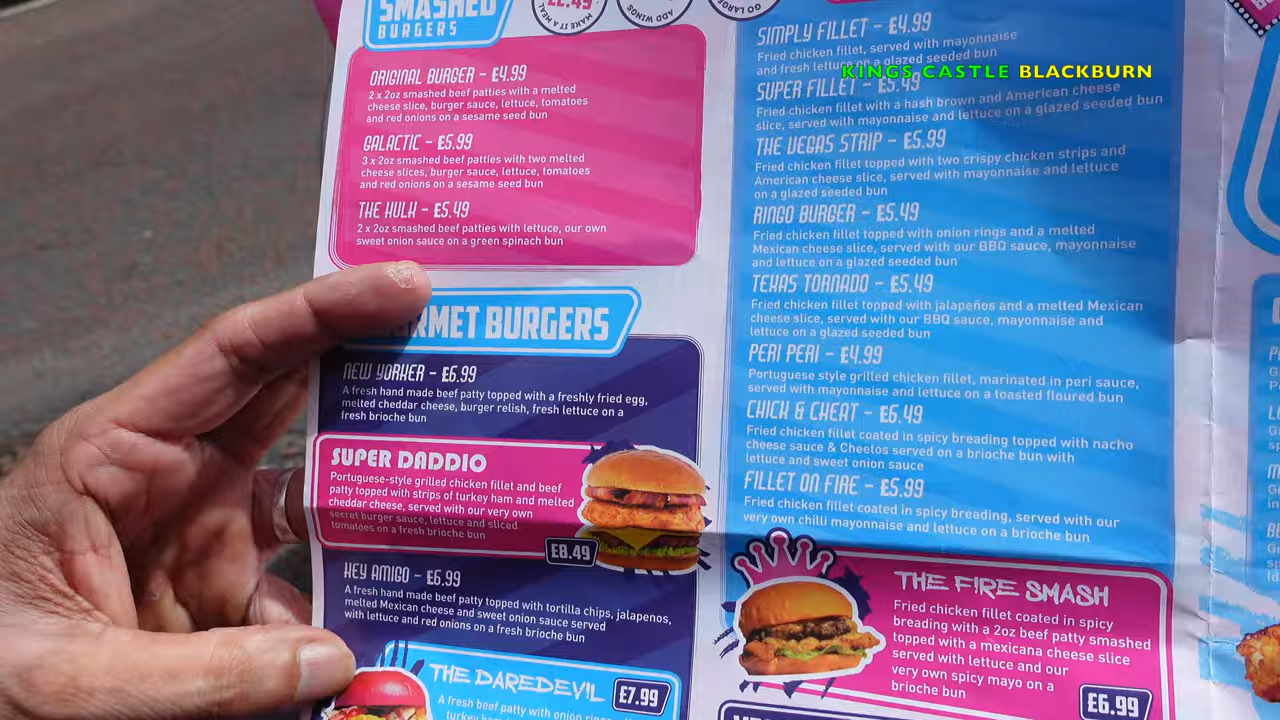 SMASHED
BURGERS
£2.49
MAKE IT A MEAL
ADD WINGS
GO LARGE
ORIGINAL BURGER – £4.99
2 x 2oz smashed beef patties with a melted
cheese slice, burger sauce, lettuce, tomatoes
and red onions on a sesame seed bun
GALACTIC – £5.99
3 x 2oz smashed beef patties with two melted
cheese slices, burger sauce, lettuce, tomatoes
and red onions on a sesame seed bun
THE HULK – £5.49
2 x 2oz smashed beef patties with lettuce, our own
sweet onion sauce on a green spinach bun
RMET BURGERS
NEW YORKER – £6.99
A fresh hand made beef patty topped with a freshly fried egg,
melted cheddar cheese, burger relish, fresh lettuce on a
fresh brioche bun
SUPER DADDIO
Portuguese-style grilled chicken fillet and beef
patty topped with strips of turkey ham and melted
cheddar cheese, served with our very own
secret burger sauce, lettuce and sliced
tomatoes on a fresh brioche bun
£8.49
HEY AMIGO – £6.99
A fresh hand made beef patty topped with tortilla chips, jalapenos,
melted Mexican cheese and sweet onion sauce served
with lettuce and red onions on a fresh brioche bun
THE DAREDEVIL
£7.99
A fresh beef patty with onion
SIMPLY FILLET – £4.99
Fried chicken fillet, served with mayonnaise
and fresh lettuce on a glazed seeded bun
KINGS CASTLE BLACKBURN
SUPER FILLET – £5.49
Fried chicken fillet with a hash brown and American cheese
slice, served with mayonnaise and lettuce on a glazed seeded bun
THE VEGAS STRIP – £5.99
Fried chicken fillet topped with two crispy chicken strips and
American cheese slice, served with mayonnaise and lettuce
on a glazed seeded bun
RINGO BURGER – £5.49
Fried chicken fillet topped with onion rings and a melted
Mexican cheese slice, served with our BBQ sauce, mayonnaise
and lettuce on a glazed seeded bun
TEXAS TORNADO – £5.49
Fried chicken fillet topped with jalapeños and a melted Mexican
cheese slice, served with our BBQ sauce, mayonnaise and
lettuce on a glazed seeded bun
PERI PERI – £4.99
Portuguese style grilled chicken fillet, marinated in peri sauce,
served with mayonnaise and lettuce on a toasted floured bun
CHICK & CHEAT – £6.49
Fried chicken fillet coated in spicy breading topped with nacho
cheese sauce & Cheetos served on a brioche bun with
lettuce and sweet onion sauce
FILLET ON FIRE – £5.99
Fried chicken fillet coated in spicy breading, served with our
very own chilli mayonnaise and lettuce on a brioche bun
THE FIRE SMASH
Fried chicken fillet coated in spicy
breading with a 2oz beef patty smashed
topped with a mexicana cheese slice
served with lettuce and our
very own spicy mayo on a
brioche bun
£6.99